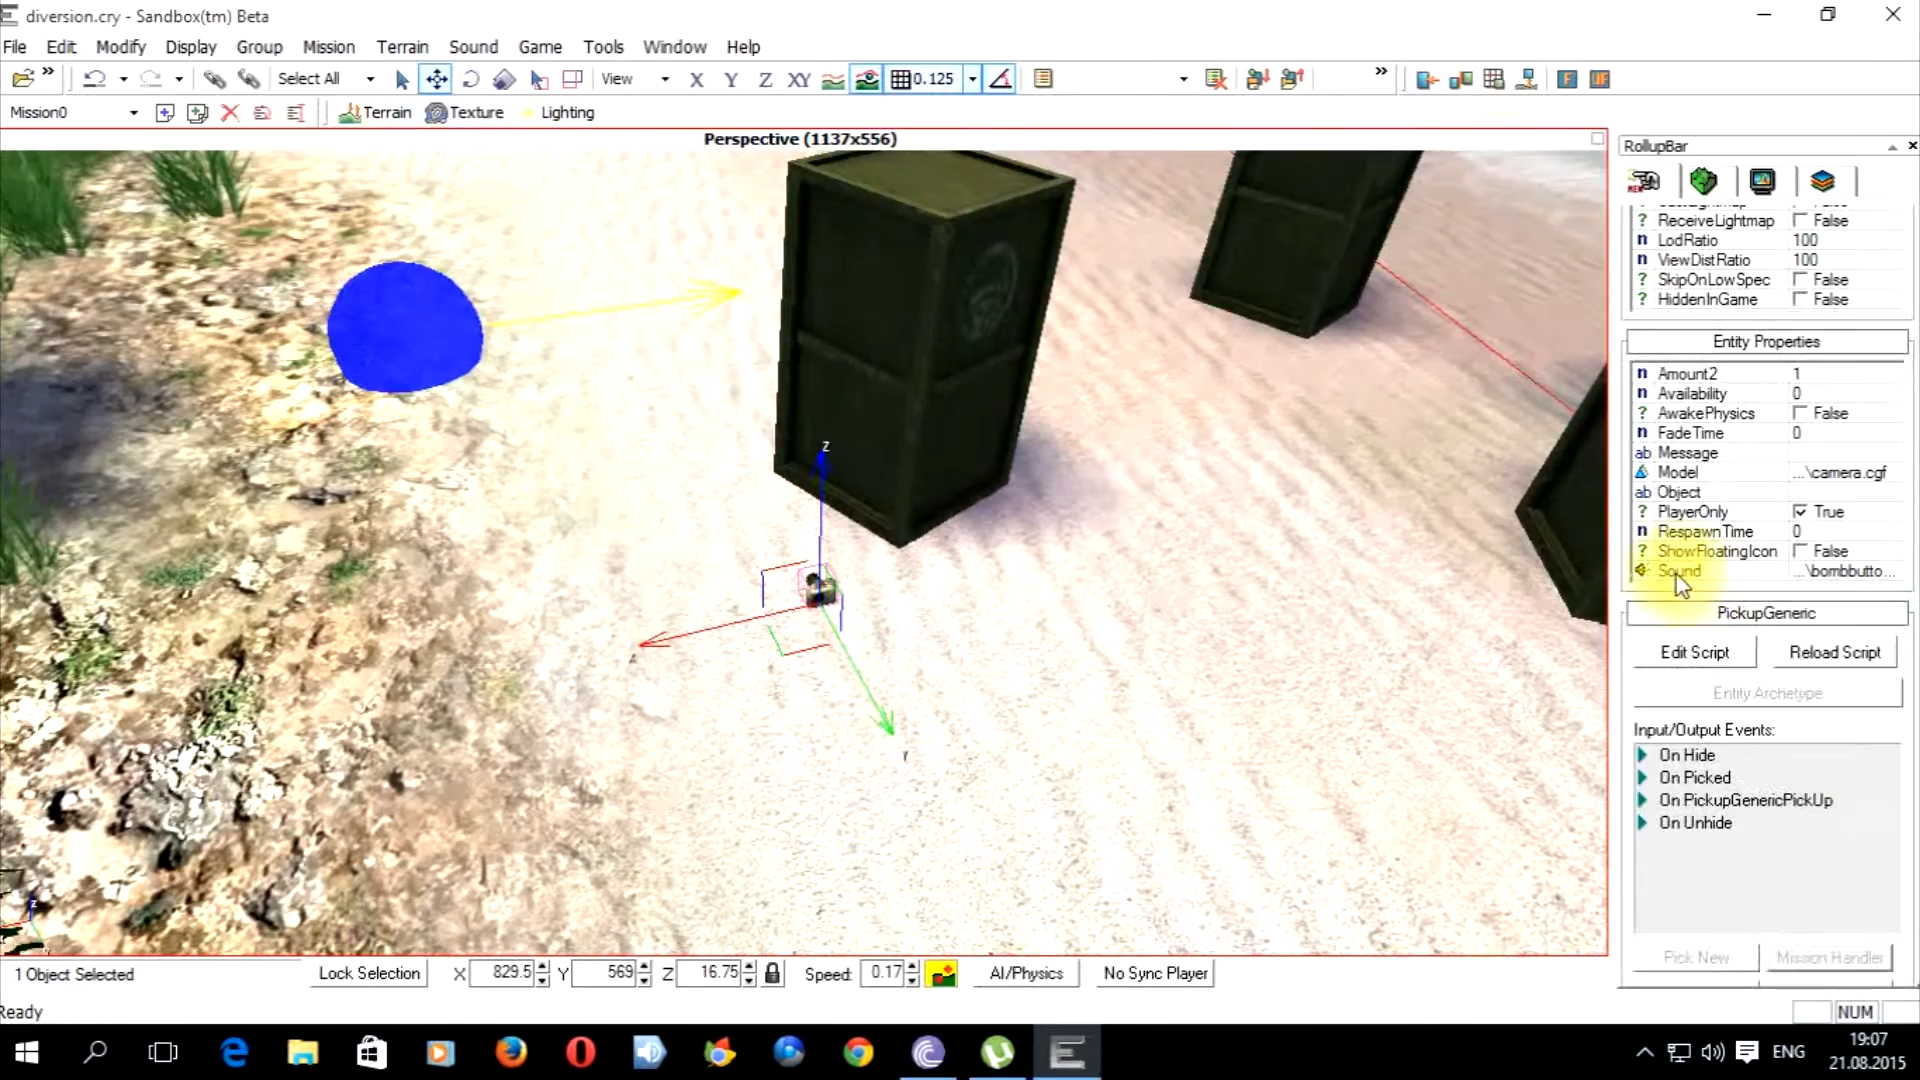 diversion.cry - Sandbox(tm) Beta
File Edit Modify Display Group Mission Terrain Sound Game Tools Window Help
Select All View X Y Z XY 0.125
Mission0 Terrain Texture Lighting
Perspective (1137x556)
RollupBar
NEW
ReceiveLightmap False
LodRatio 100
ViewDistRatio 100
SkipOnLowSpec False
HiddenInGame False
Entity Properties
n Amount2 1
n Availability 0
? AwakePhysics False
n FadeTime 0
ab Message
Model ...\camera.cgf
ab Object
? PlayerOnly True
n RespawnTime 0
? ShowFloatingIcon False
Sound ...\bombbutto...
PickupGeneric
Edit Script Reload Script
Entity Archetype
Input/Output Events:
On Hide
On Picked
On PickupGenericPickUp
On Unhide
Pick New Mission Handler
z
1 Object Selected Lock Selection X 829.5 Y 569 Z 16.75 Speed: 0.17 AI/Physics No Sync Player
Ready
NUM
ENG
19:07
21.08.2015